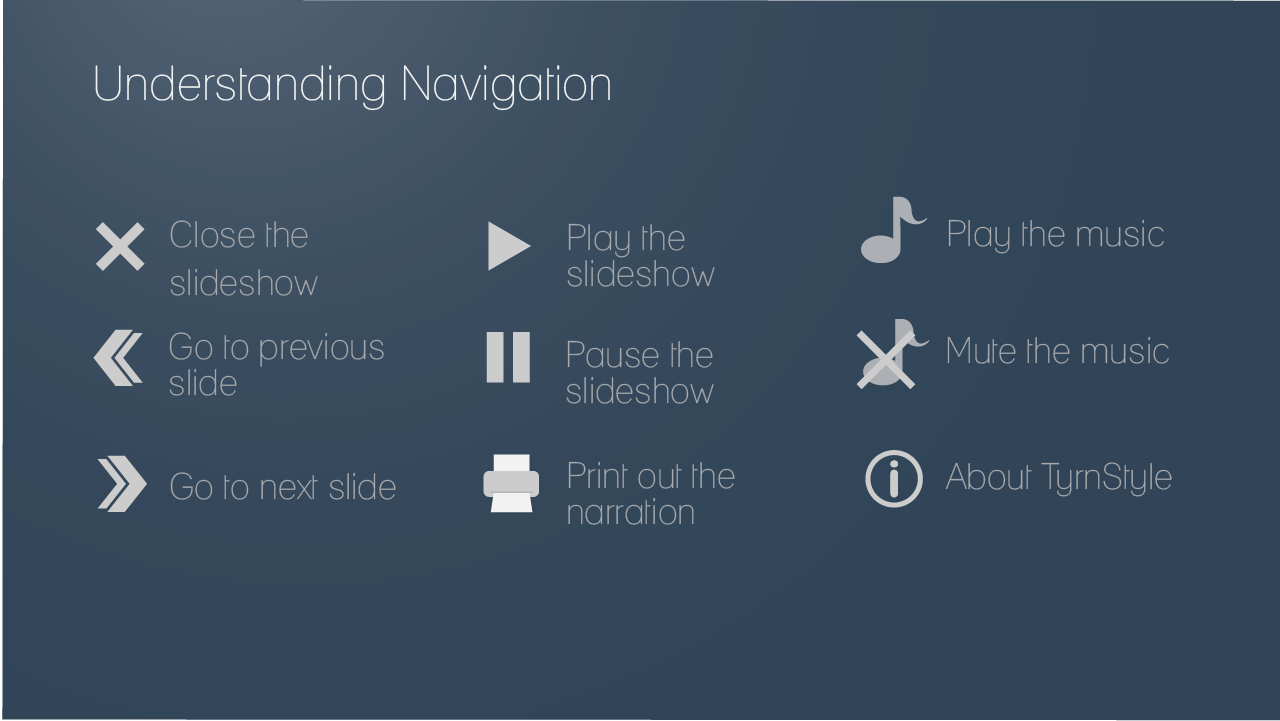 Understanding Navigation
Close the
slideshow
Go to previous
slide
Go to next slide
Play the
slideshow
Pause the
slideshow
Print out the
narration
Play the music
Mute the music
About TyrnStyle